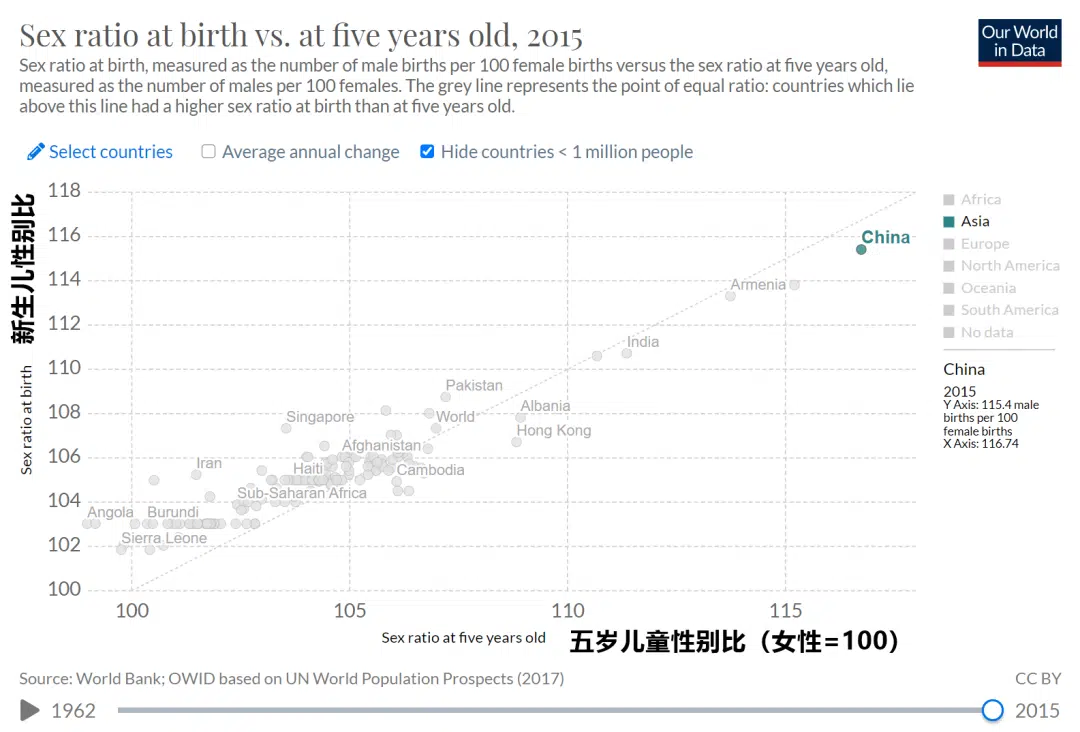 Sex ratio at birth vs. at five years old, 2015
Our World
in Data
Sex ratio at birth, measured as the number of male births per 100 female births versus the sex ratio at five years old,
measured as the number of males per 100 females. The grey line represents the point of equal ratio: countries which lie
above this line had a higher sex ratio at birth than at five years old.
Select countries
Average annual change
Hide countries < 1 million people
新生儿性别比
Sex ratio at birth
118
116
114
112
110
108
106
104
102
100
China
Armenia
India
Pakistan
Albania
Singapore
World
Hong Kong
Afghanistan
Iran
Haiti
Cambodia
Sub-Saharan Africa
Angola
Burundi
Sierra Leone
100
105
110
115
Sex ratio at five years old
五岁儿童性别比（女性=100）
Africa
Asia
Europe
North America
Oceania
South America
No data
China
2015
Y Axis: 115.4 male
births per 100
female births
X Axis: 116.74
Source: World Bank; OWID based on UN World Population Prospects (2017)
CC BY
1962
2015